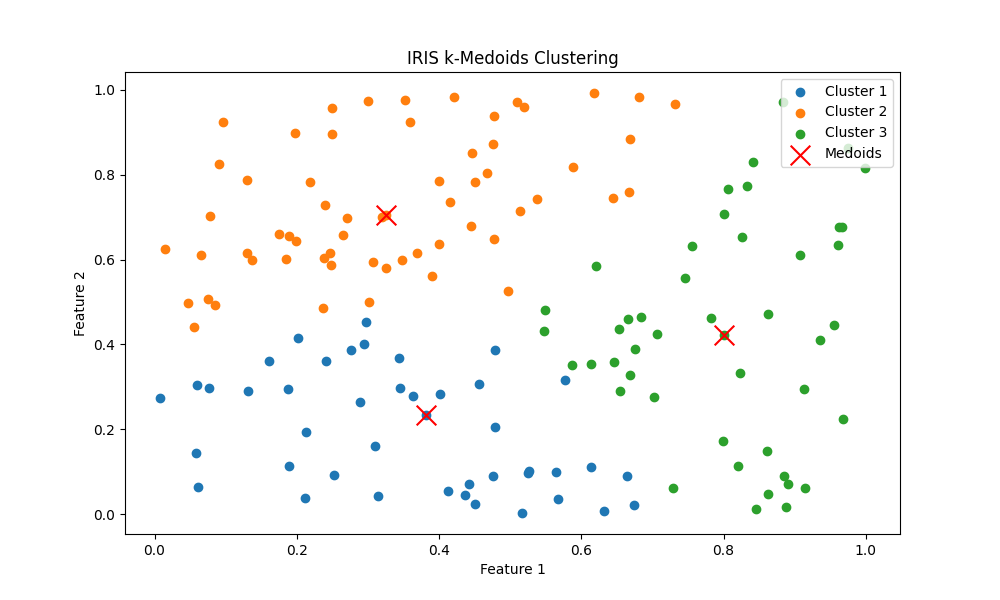 IRIS k-Medoids Clustering
Cluster 1
Cluster 2
Cluster 3
Medoids
1.0
0.8
0.6
0.4
0.2
0.0
Feature 2
0.0 0.2 0.4 0.6 0.8 1.0
Feature 1